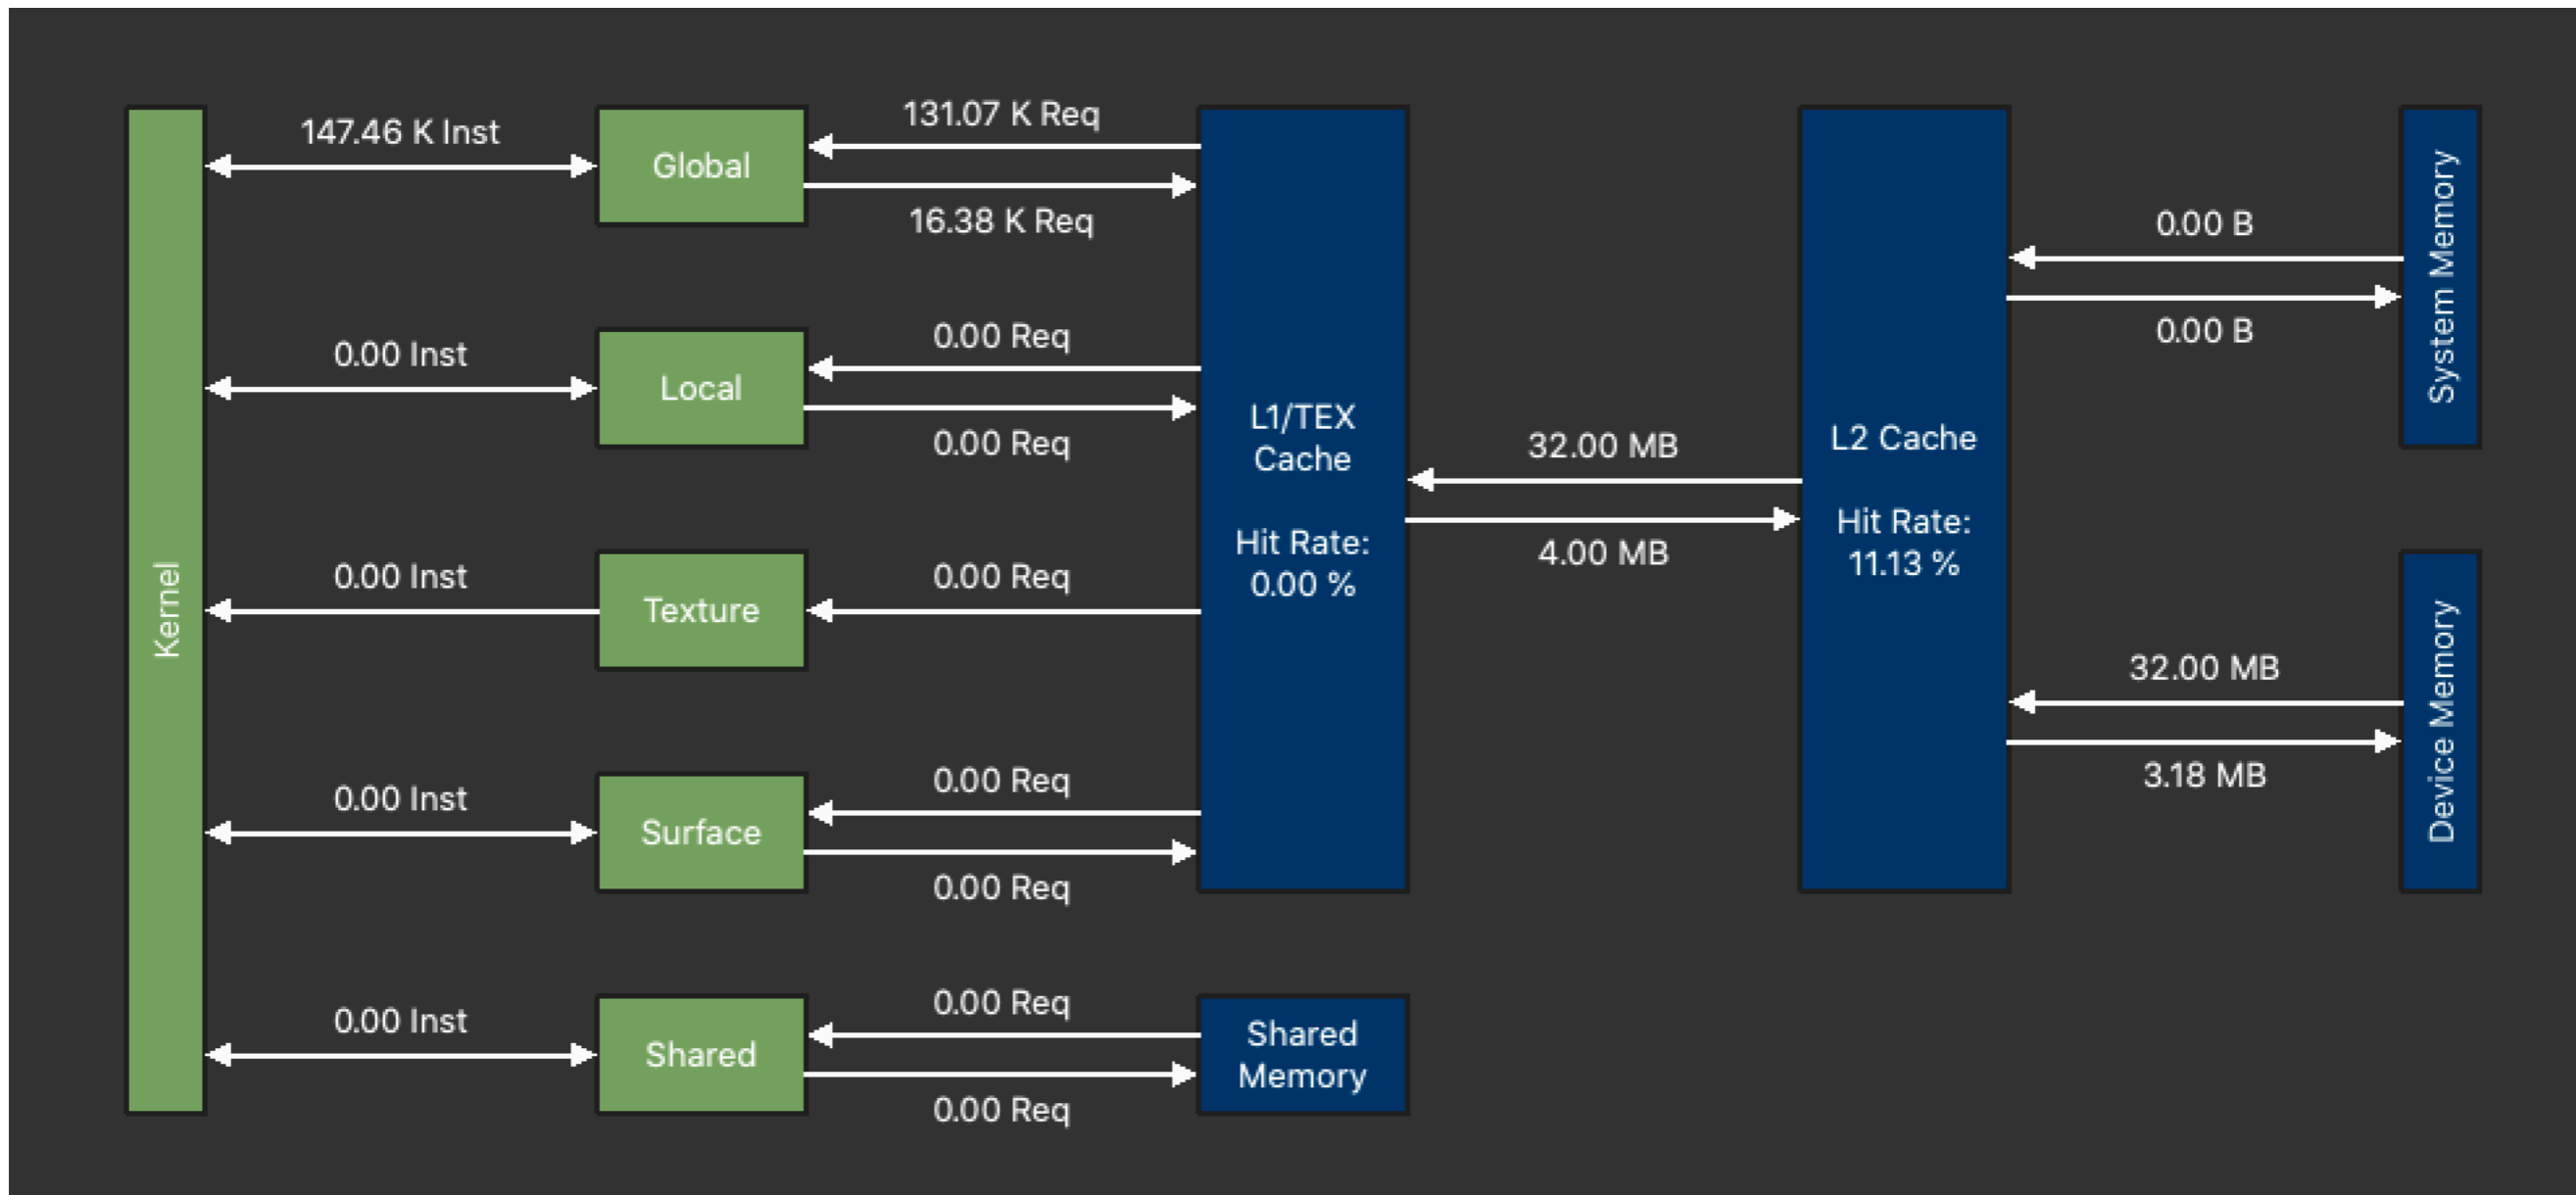 Kernel
147.46 K Inst
Global
131.07 K Req
16.38 K Req
0.00 Inst
Local
0.00 Req
0.00 Req
0.00 Inst
Texture
0.00 Req
0.00 Inst
Surface
0.00 Req
0.00 Req
0.00 Inst
Shared
0.00 Req
0.00 Req
L1/TEX
Cache
Hit Rate:
0.00 %
Shared
Memory
32.00 MB
4.00 MB
L2 Cache
Hit Rate:
11.13 %
0.00 B
0.00 B
System Memory
32.00 MB
3.18 MB
Device Memory